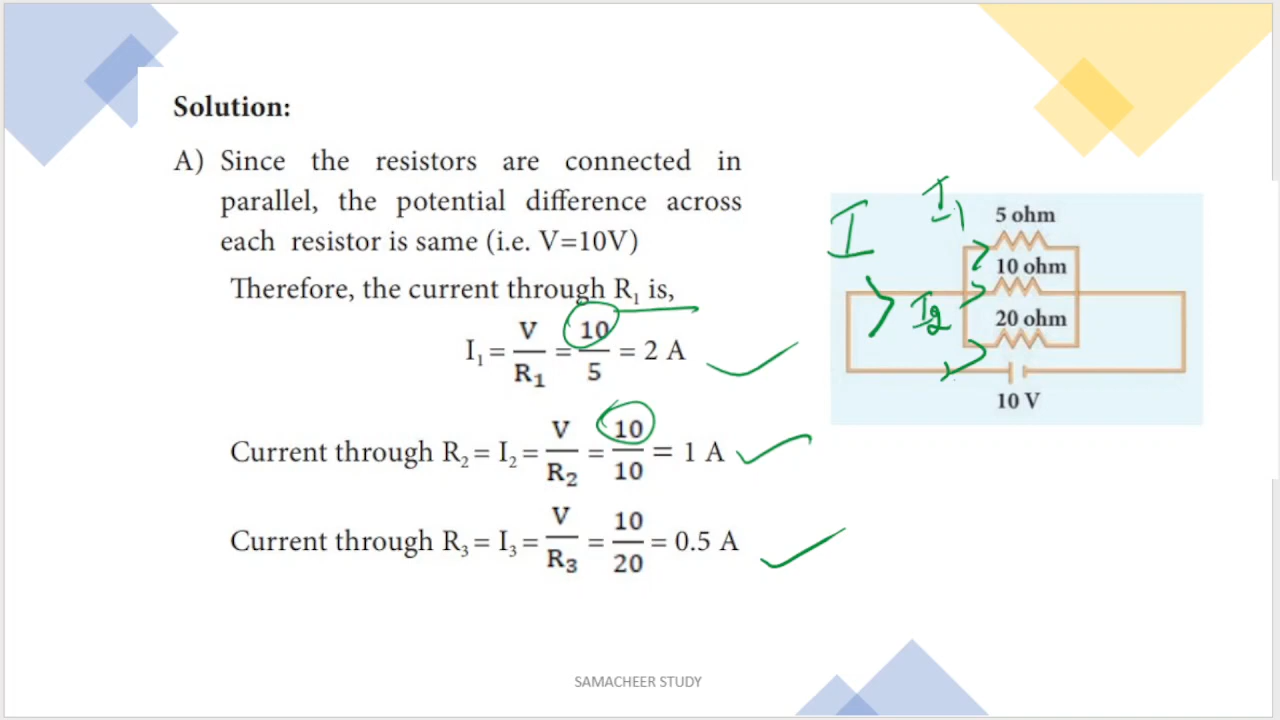 Solution:
A) Since the resistors are connected in
parallel, the potential difference across
each resistor is same (i.e. V=10V)
Therefore, the current through R₁ is,
I₁ = V/R₁ = 10/5 = 2 A
Current through R₂ = I₂ = V/R₂ = 10/10 = 1 A
Current through R₃ = I₃ = V/R₃ = 10/20 = 0.5 A
I
I₁
I₂
5 ohm
10 ohm
20 ohm
10 V
SAMACHEER STUDY